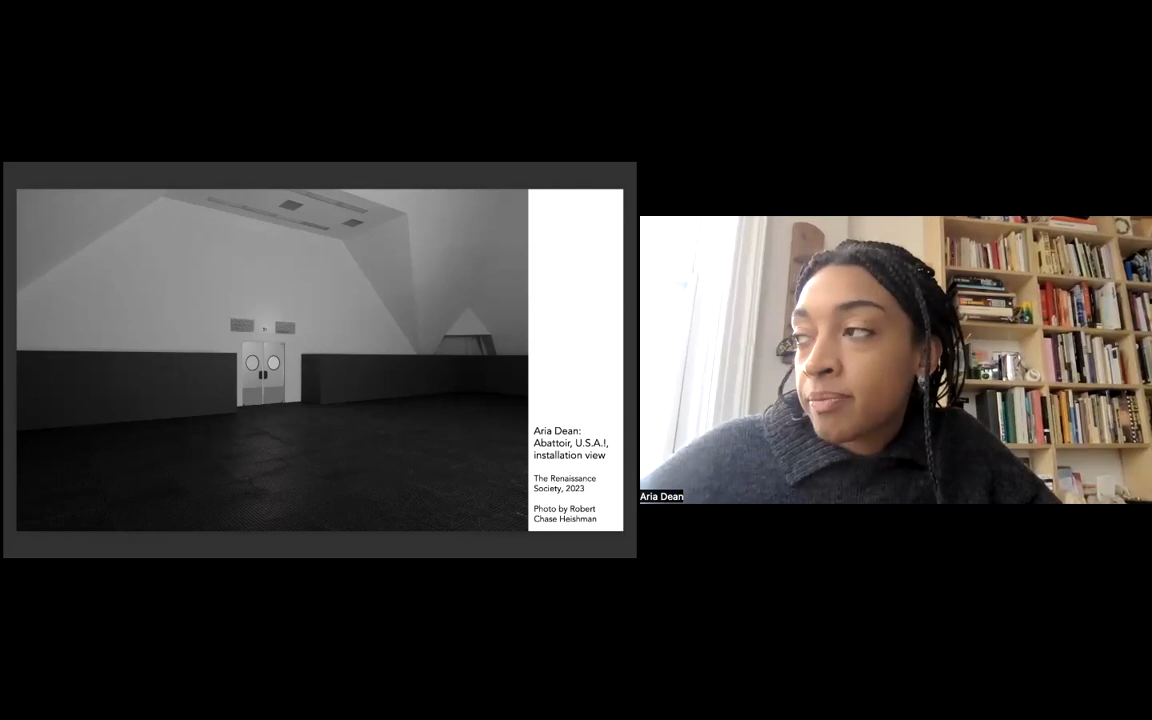 Aria Dean:
Abattoir, U.S.A.!,
installation view
The Renaissance
Society, 2023
Photo by Robert
Chase Heishman
Aria Dean